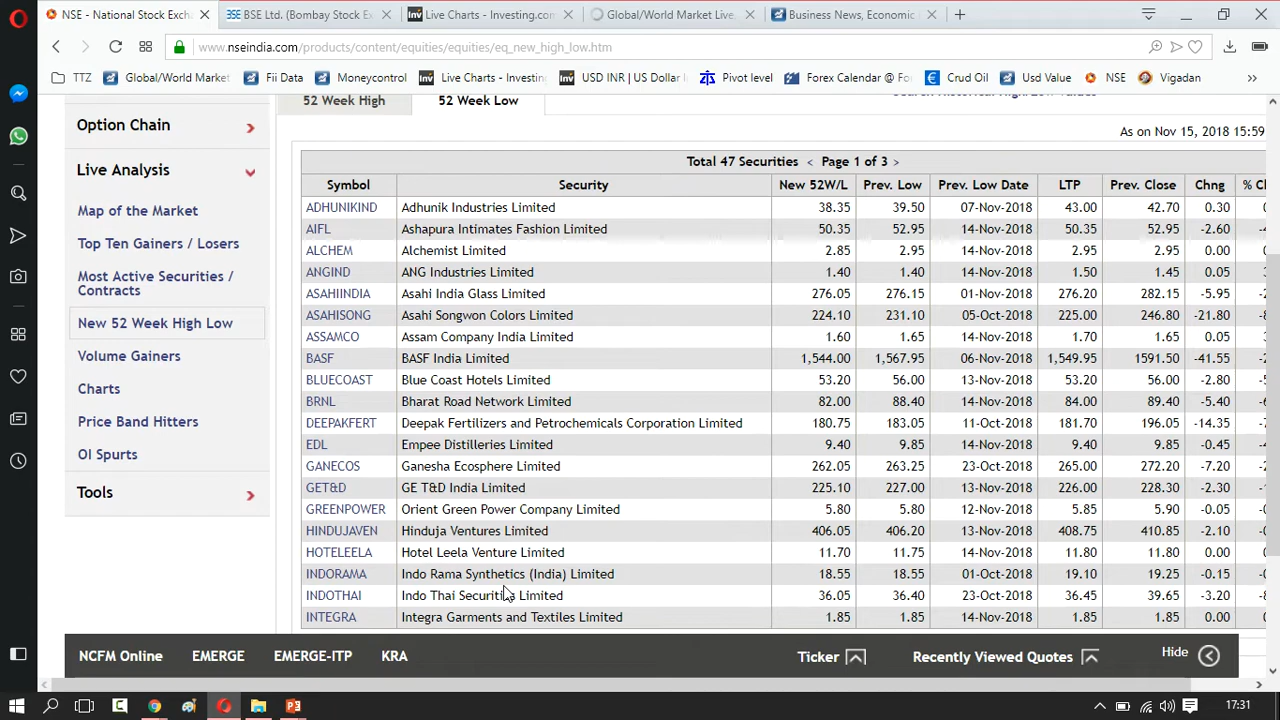 NSE - National Stock Exch
BSE Ltd. (Bombay Stock Ex
Live Charts - Investing.com
Global/World Market Live,
Business News, Economic
www.nseindia.com/products/content/equities/equities/eq_new_high_low.htm
TTZ
Global/World Market
Fii Data
Moneycontrol
Live Charts - Investing
USD INR | US Dollar I
Pivot level
Forex Calendar @ Fo
Crud Oil
Usd Value
NSE
Vigadan
52 Week High
52 Week Low
As on Nov 15, 2018 15:59
Option Chain
Live Analysis
Map of the Market
Top Ten Gainers / Losers
Most Active Securities /
Contracts
New 52 Week High Low
Volume Gainers
Charts
Price Band Hitters
OI Spurts
Tools
Total 47 Securities < Page 1 of 3 >
Symbol Security New 52W/L Prev. Low Prev. Low Date LTP Prev. Close Chng
ADHUNIKIND Adhunik Industries Limited 38.35 39.50 07-Nov-2018 43.00 42.70 0.30
AIFL Ashapura Intimates Fashion Limited 50.35 52.95 14-Nov-2018 50.35 52.95 -2.60
ALCHEM Alchemist Limited 2.85 2.95 14-Nov-2018 2.95 2.95 0.00
ANGIND ANG Industries Limited 1.40 1.40 14-Nov-2018 1.50 1.45 0.05
ASAHIINDIA Asahi India Glass Limited 276.05 276.15 01-Nov-2018 276.20 282.15 -5.95
ASAHISONG Asahi Songwon Colors Limited 224.10 231.10 05-Oct-2018 225.00 246.80 -21.80
ASSAMCO Assam Company India Limited 1.60 1.65 14-Nov-2018 1.70 1.65 0.05
BASF BASF India Limited 1,544.00 1,567.95 06-Nov-2018 1,549.95 1591.50 -41.55
BLUECOAST Blue Coast Hotels Limited 53.20 56.00 13-Nov-2018 53.20 56.00 -2.80
BRNL Bharat Road Network Limited 82.00 88.40 14-Nov-2018 84.00 89.40 -5.40
DEEPAKFERT Deepak Fertilizers and Petrochemicals Corporation Limited 180.75 183.05 11-Oct-2018 181.70 196.05 -14.35
EDL Empee Distilleries Limited 9.40 9.85 14-Nov-2018 9.40 9.85 -0.45
GANECOS Ganesha Ecosphere Limited 262.05 263.25 23-Oct-2018 265.00 272.20 -7.20
GET&D GE T&D India Limited 225.10 227.00 13-Nov-2018 226.00 228.30 -2.30
GREENPOWER Orient Green Power Company Limited 5.80 5.80 12-Nov-2018 5.85 5.90 -0.05
HINDUJAVEN Hinduja Ventures Limited 406.05 406.20 13-Nov-2018 408.75 410.85 -2.10
HOTELEELA Hotel Leela Venture Limited 11.70 11.75 14-Nov-2018 11.80 11.80 0.00
INDORAMA Indo Rama Synthetics (India) Limited 18.55 18.55 01-Oct-2018 19.10 19.25 -0.15
INDOTHAI Indo Thai Securities Limited 36.05 36.40 23-Oct-2018 36.45 39.65 -3.20
INTEGRA Integra Garments and Textiles Limited 1.85 1.85 14-Nov-2018 1.85 1.85 0.00
NCFM Online EMERGE EMERGE-ITP KRA Ticker Recently Viewed Quotes Hide
17:31